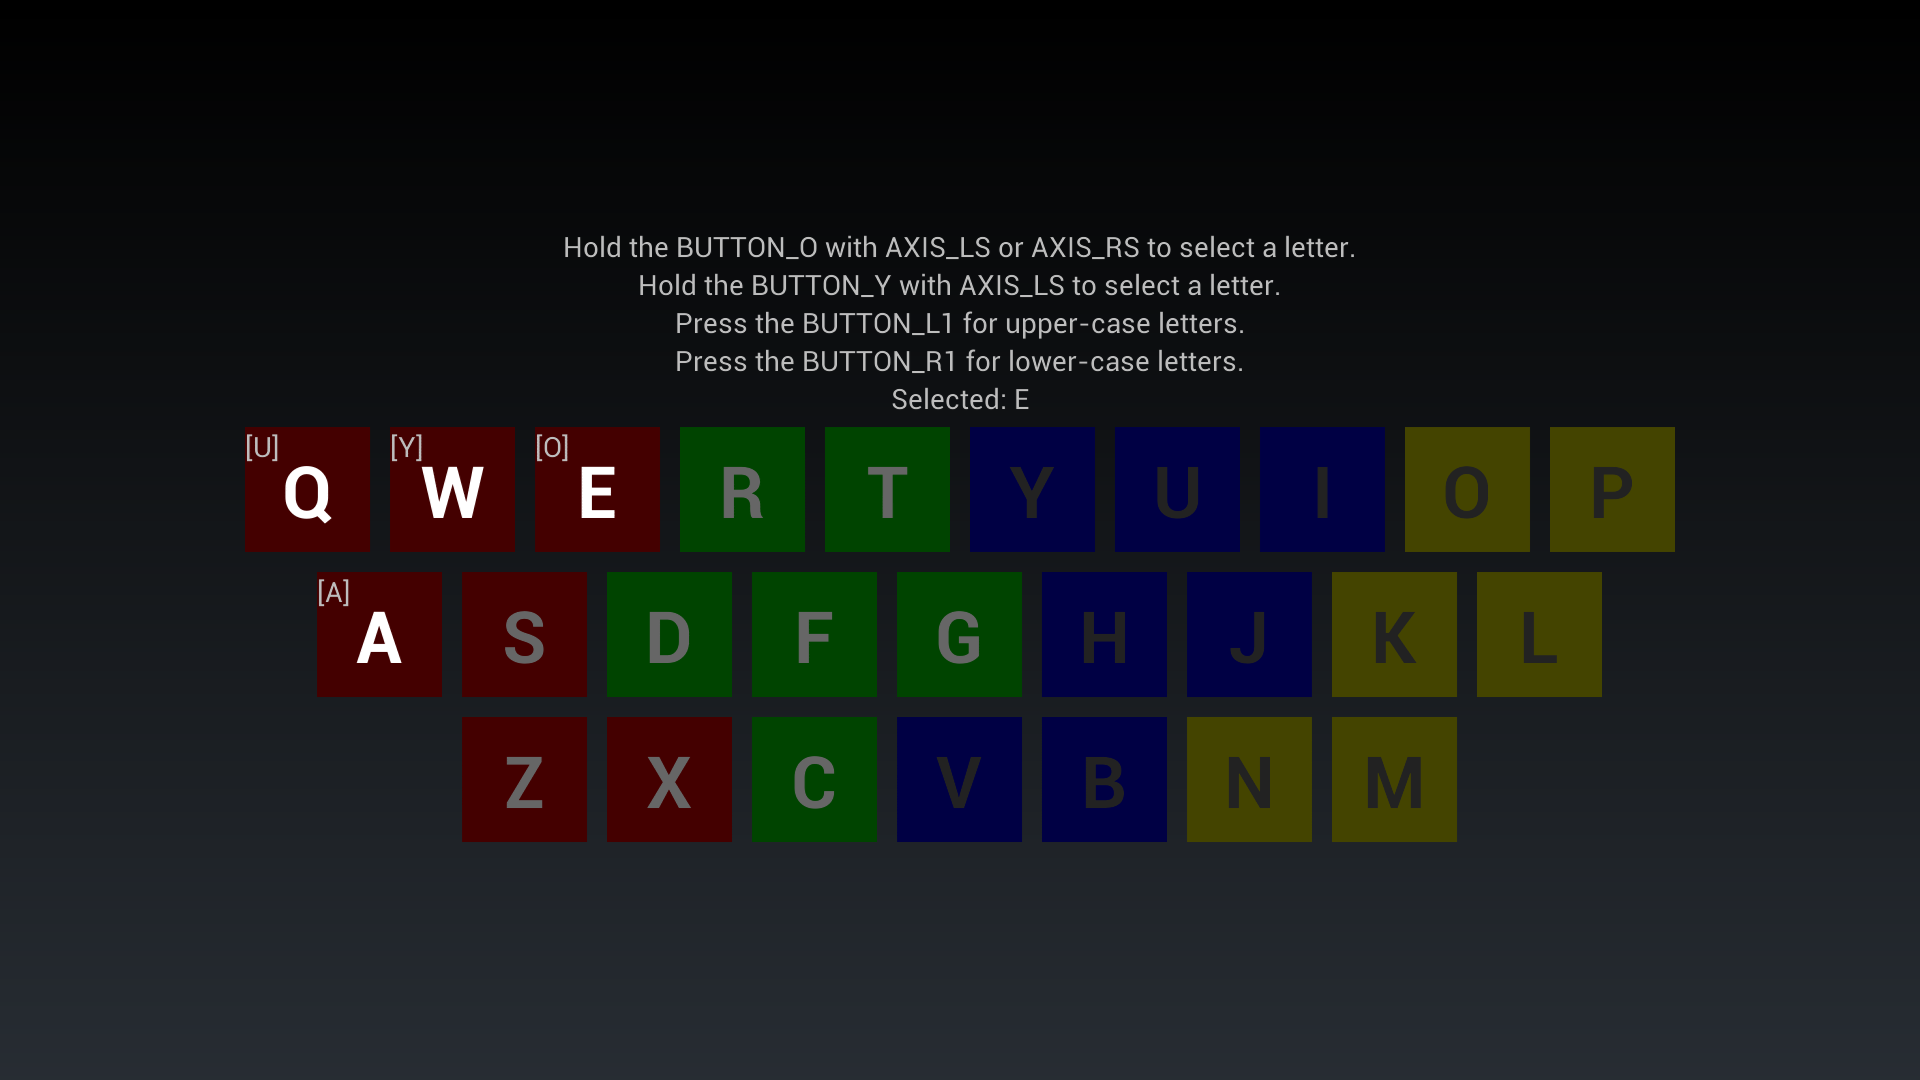 Hold the BUTTON_O with AXIS_LS or AXIS_RS to select a letter.
Hold the BUTTON_Y with AXIS_LS to select a letter.
Press the BUTTON_L1 for upper-case letters.
Press the BUTTON_R1 for lower-case letters.
Selected: E
[U] [Y] [O]
Q W E R T Y U I O P
[A]
A S D F G H J K L
Z X C V B N M